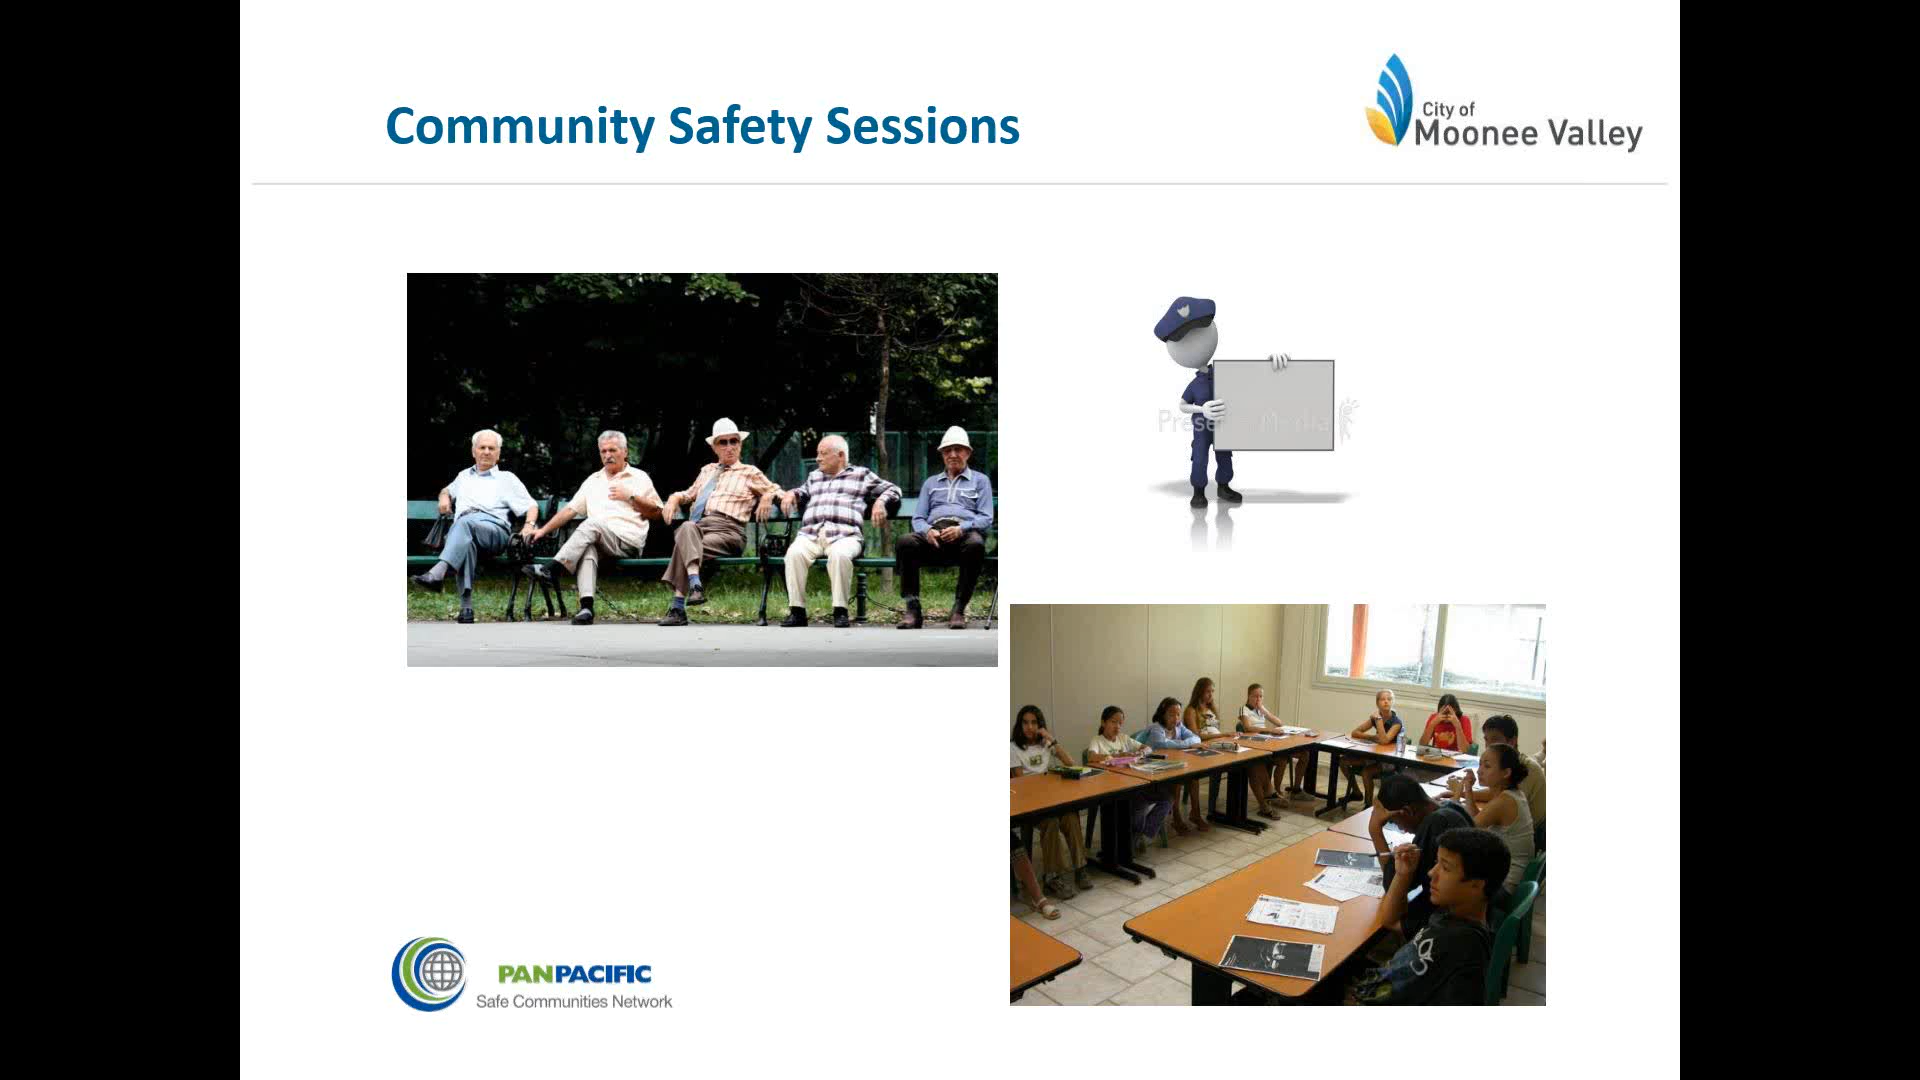 Community Safety Sessions
City of
Moonee Valley
PANPACIFIC
Safe Communities Network